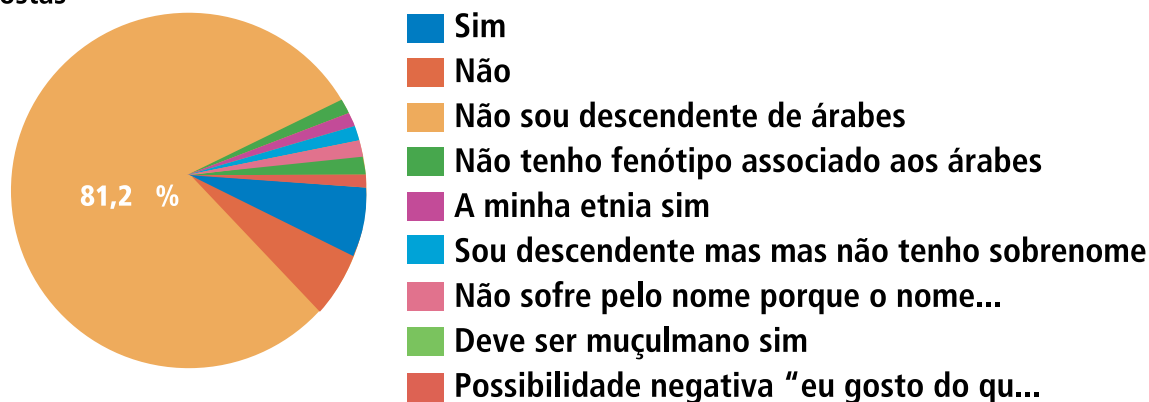 Sim
Não
Não sou descendente de árabes
Não tenho fenótipo associado aos árabes
A minha etnia sim
Sou descendente mas mas não tenho sobrenome
Não sofre pelo nome porque o nome...
Deve ser muçulmano sim
Possibilidade negativa “eu gosto do qu...
81,2 %